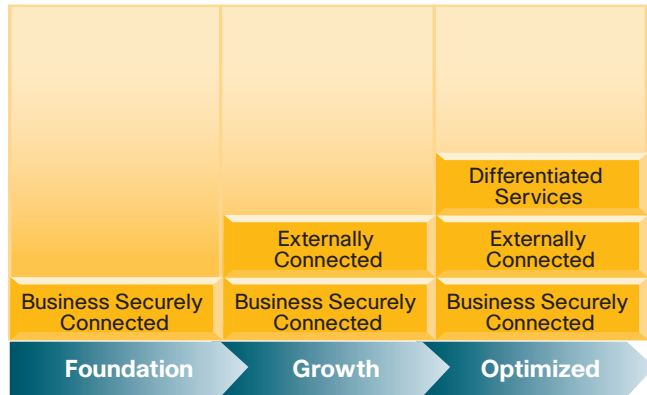 Differentiated
Services
Externally
Connected
Externally
Connected
Business Securely
Connected
Business Securely
Connected
Business Securely
Connected
Foundation
Growth
Optimized